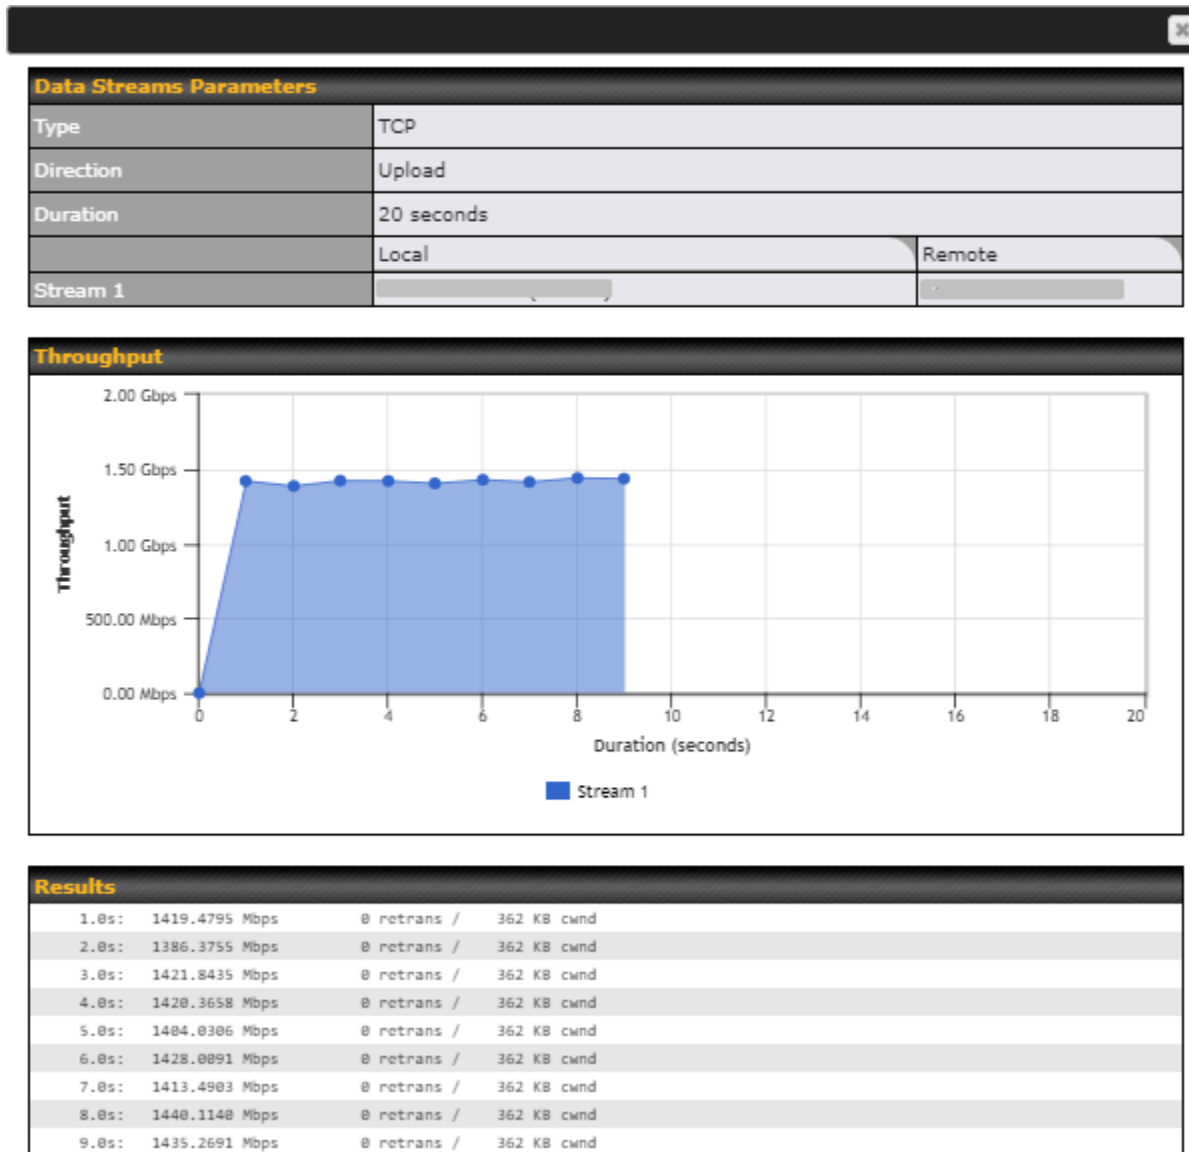 Data Streams Parameters
Type TCP
Direction Upload
Duration 20 seconds
Local Remote
Stream 1
Throughput
2.00 Gbps
1.50 Gbps
1.00 Gbps
500.00 Mbps
0.00 Mbps
Throughput
0 2 4 6 8 10 12 14 16 18 20
Duration (seconds)
Stream 1
Results
1.0s: 1419.4795 Mbps 0 retrans / 362 KB cwnd
2.0s: 1386.3755 Mbps 0 retrans / 362 KB cwnd
3.0s: 1421.8435 Mbps 0 retrans / 362 KB cwnd
4.0s: 1420.3658 Mbps 0 retrans / 362 KB cwnd
5.0s: 1404.0306 Mbps 0 retrans / 362 KB cwnd
6.0s: 1428.0091 Mbps 0 retrans / 362 KB cwnd
7.0s: 1413.4903 Mbps 0 retrans / 362 KB cwnd
8.0s: 1440.1140 Mbps 0 retrans / 362 KB cwnd
9.0s: 1435.2691 Mbps 0 retrans / 362 KB cwnd